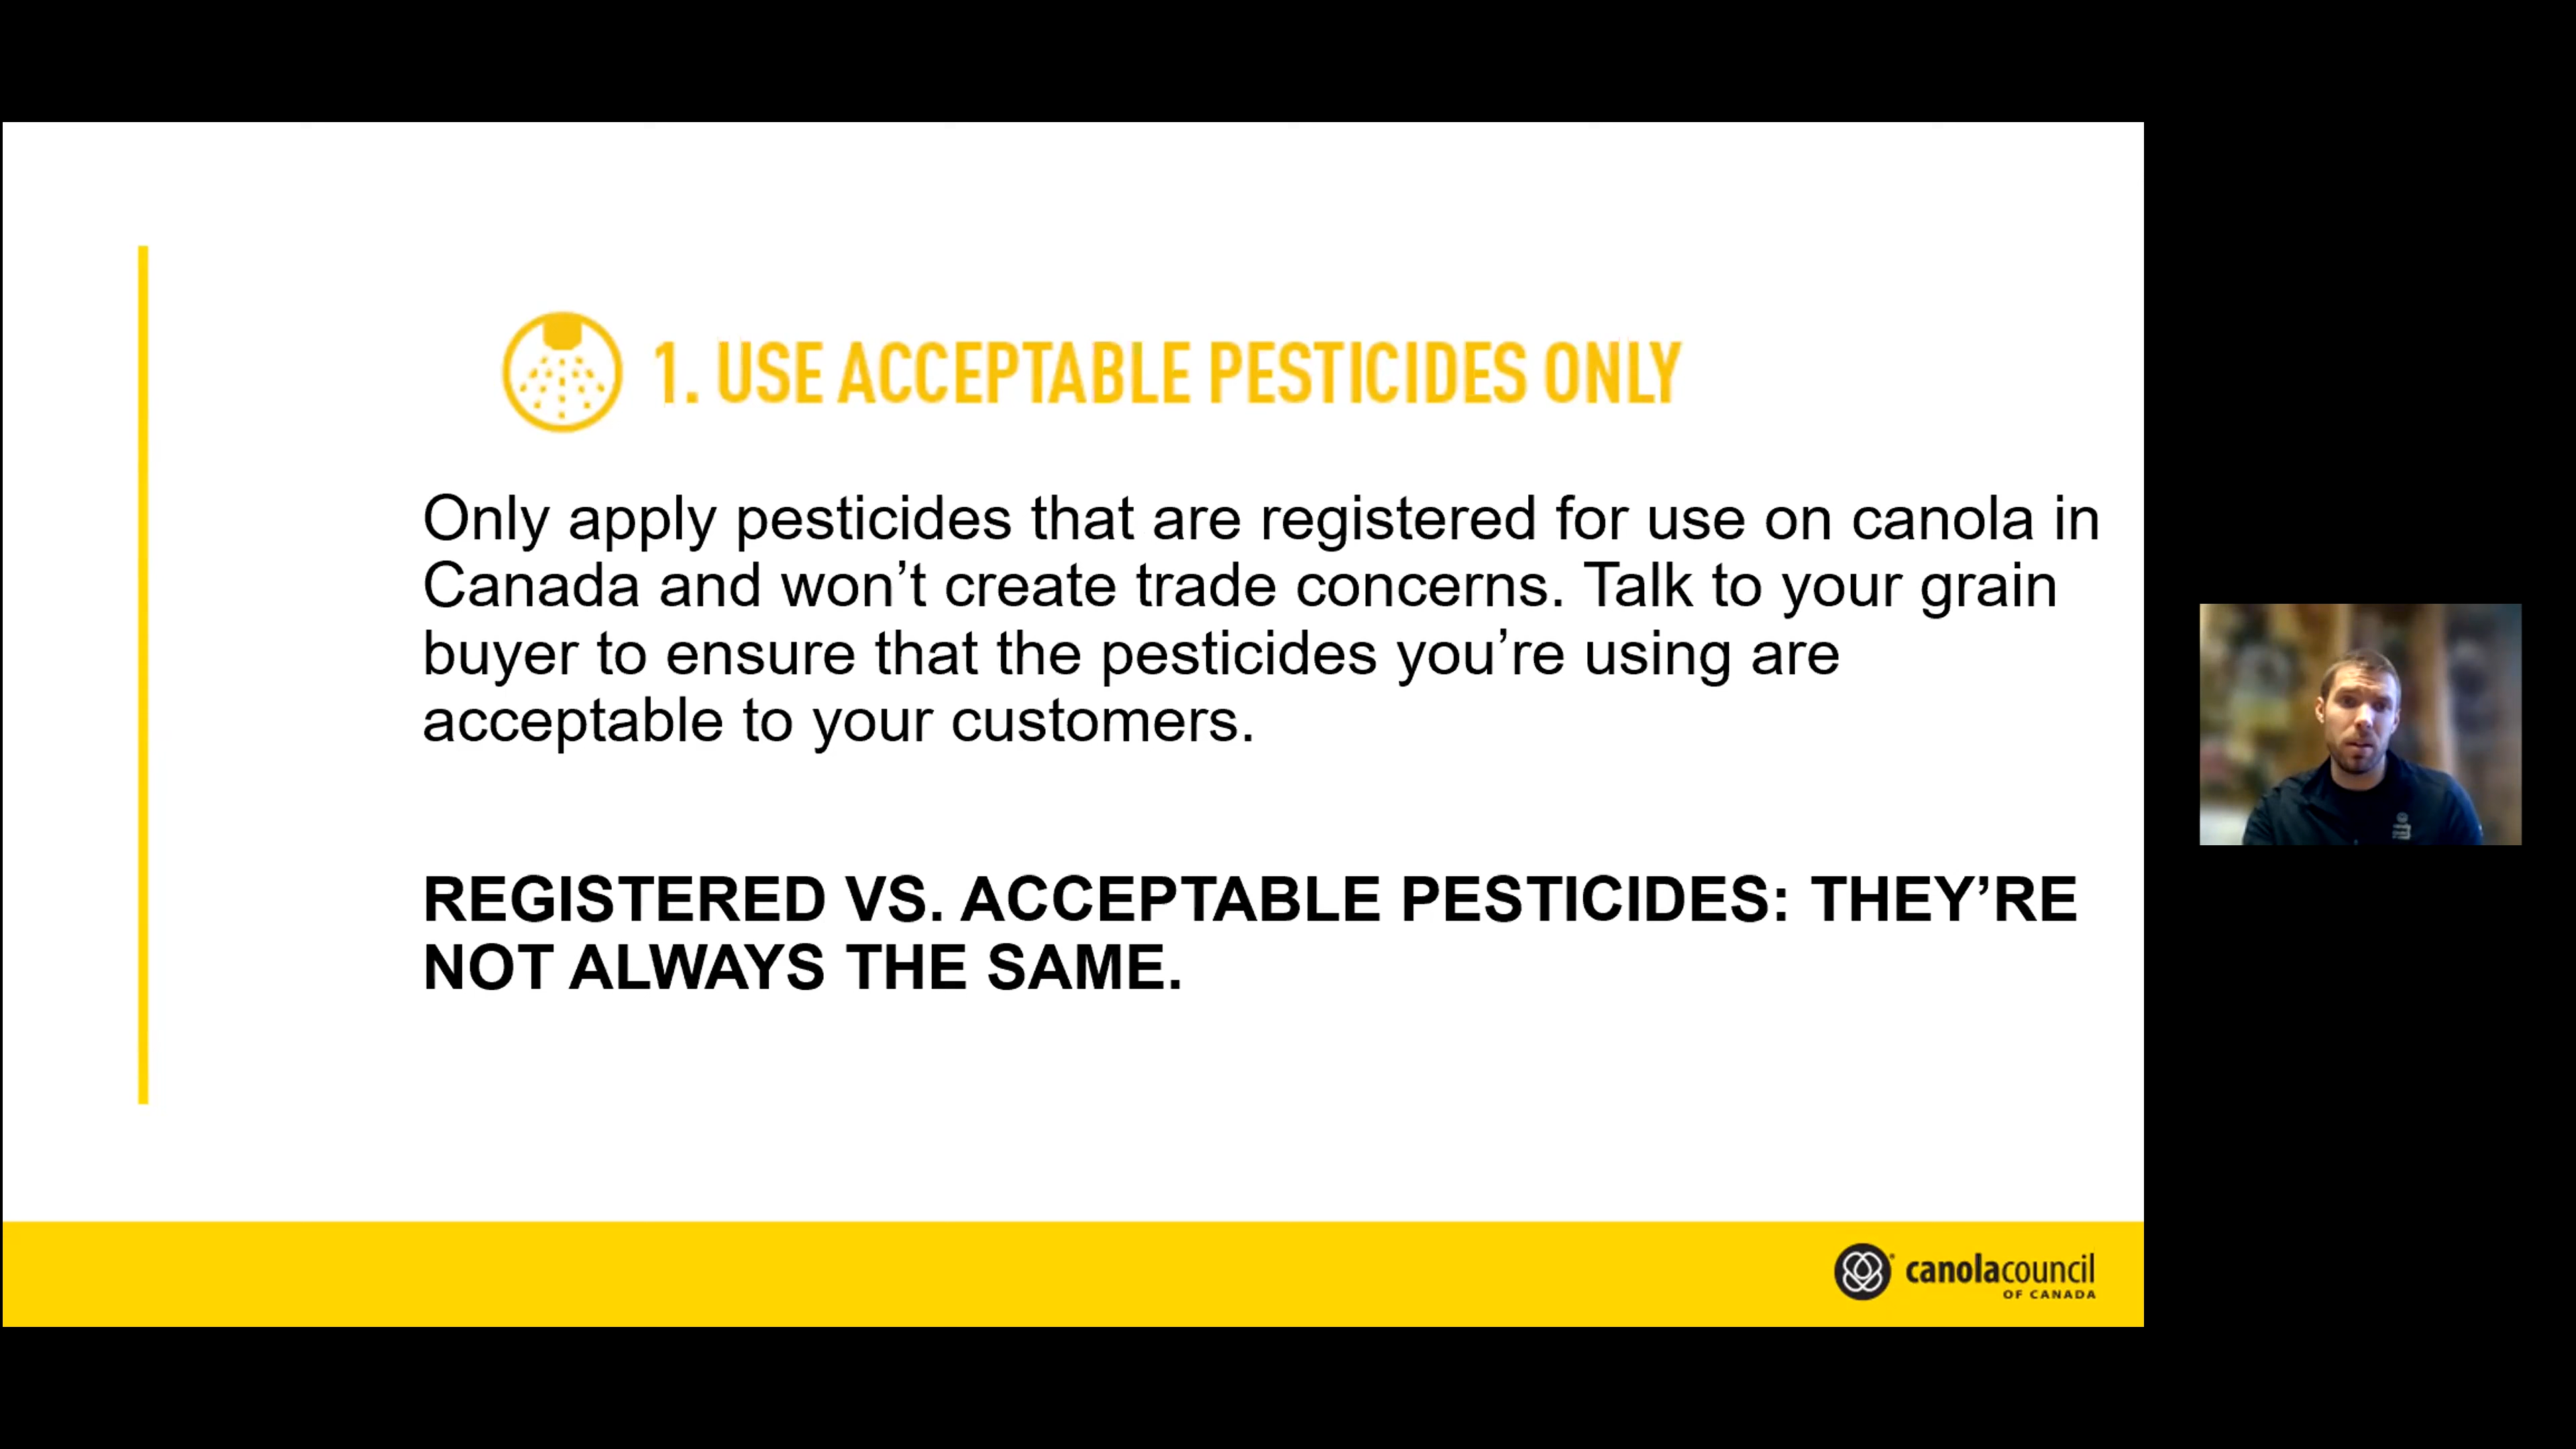 1. USE ACCEPTABLE PESTICIDES ONLY
Only apply pesticides that are registered for use on canola in
Canada and won’t create trade concerns. Talk to your grain
buyer to ensure that the pesticides you’re using are
acceptable to your customers.
REGISTERED VS. ACCEPTABLE PESTICIDES: THEY’RE
NOT ALWAYS THE SAME.
canolacouncil
OF CANADA